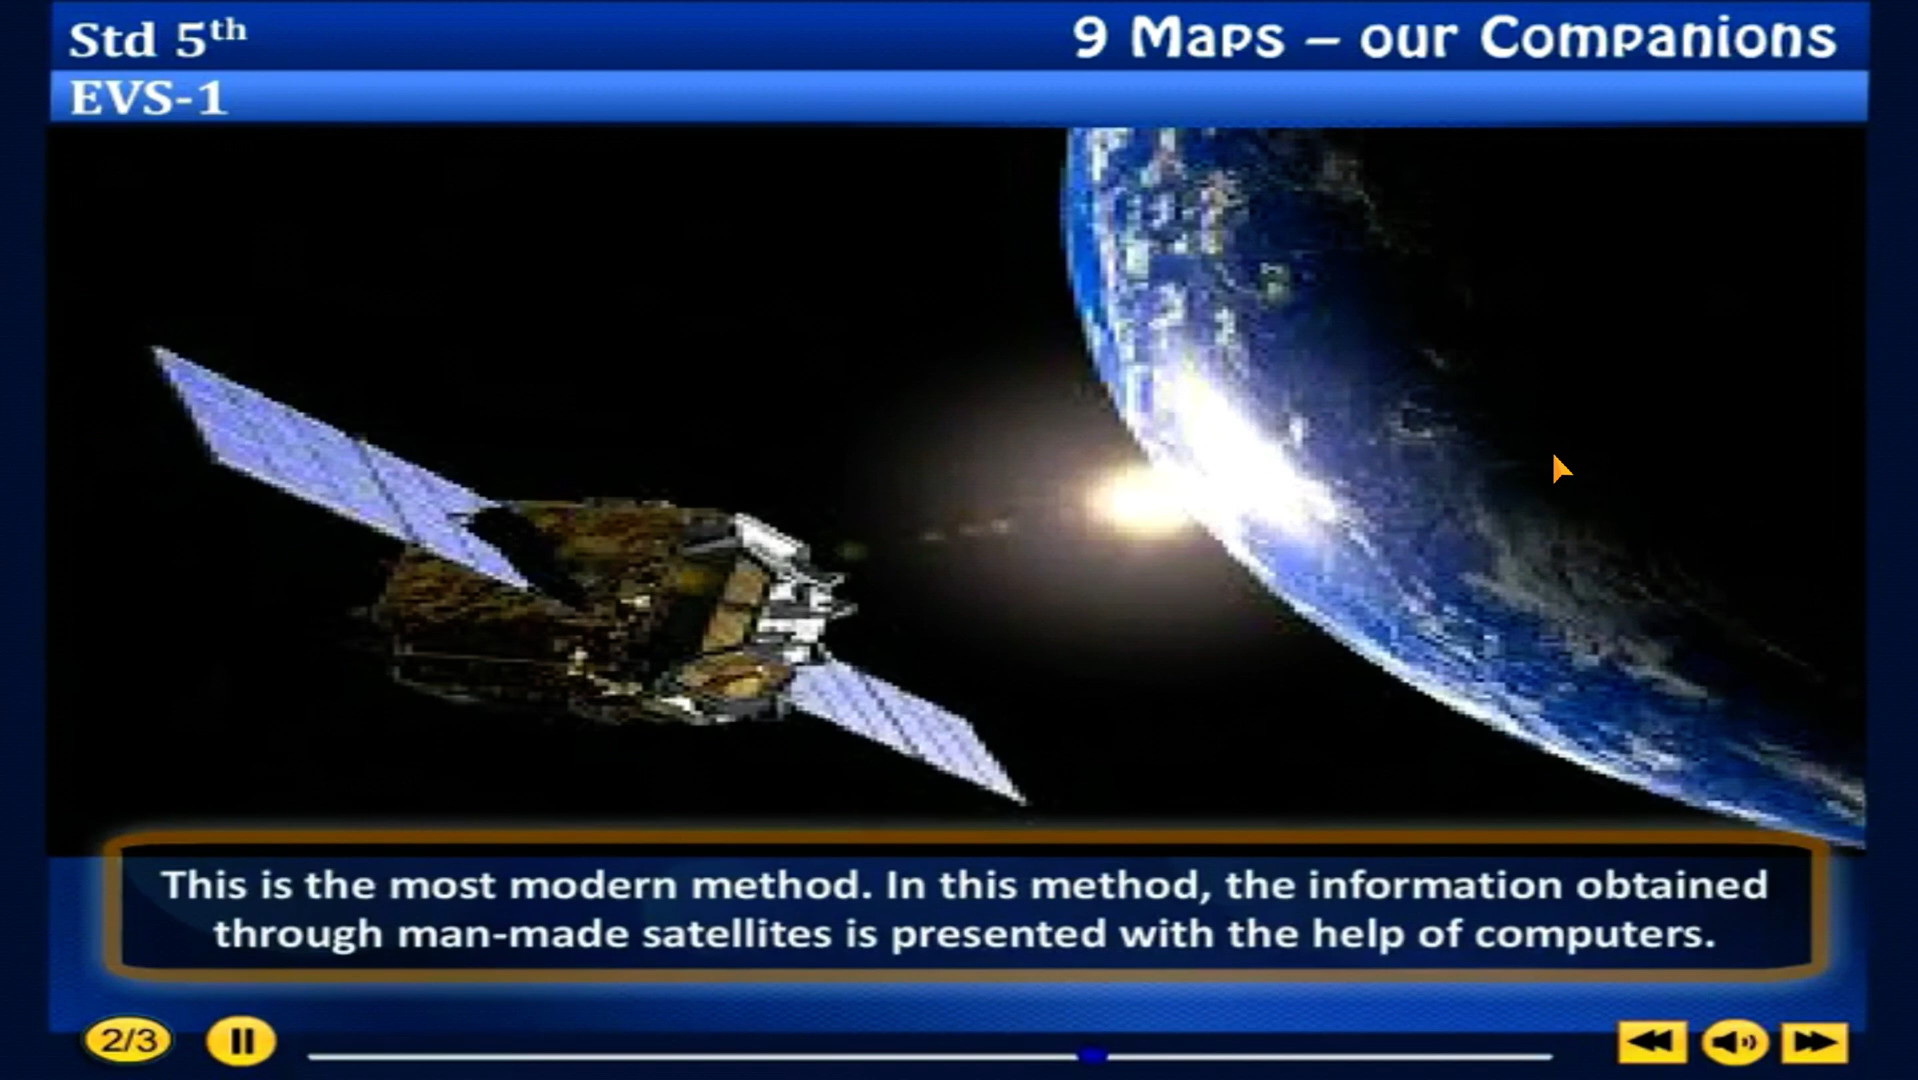 Std 5th
9 Maps – our Companions
EVS-1
This is the most modern method. In this method, the information obtained
through man-made satellites is presented with the help of computers.
2/3